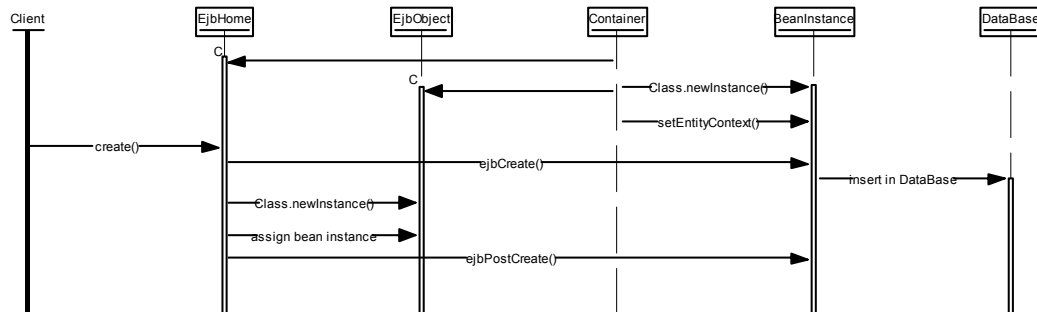 Client
EjbHome
EjbObject
Container
BeanInstance
DataBase
C
C
Class.newInstance()
setEntityContext()
create()
ejbCreate()
insert in DataBase
Class.newInstance()
assign bean instance
ejbPostCreate()